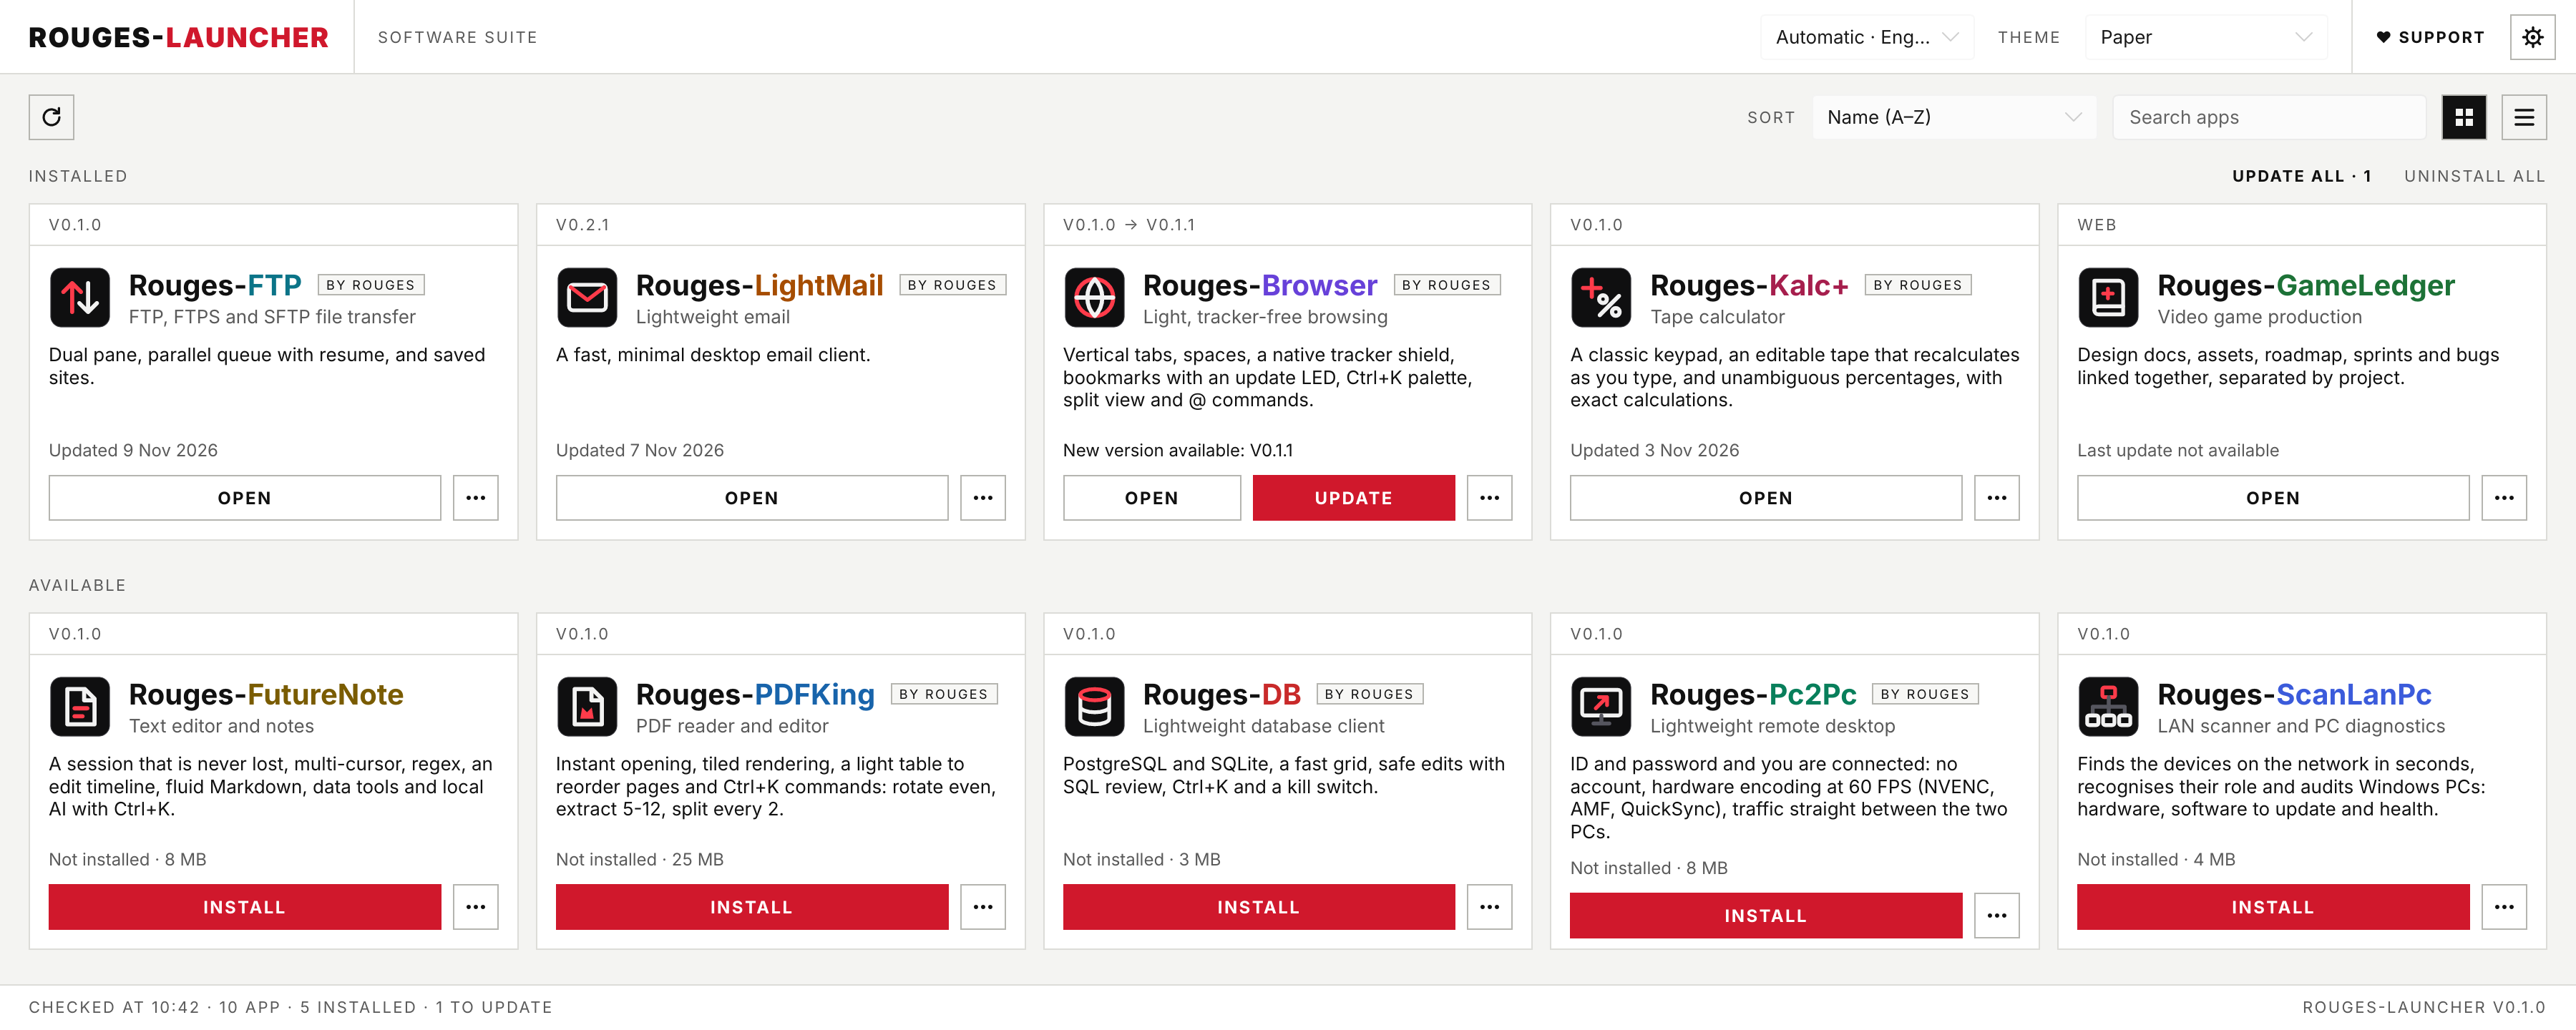 ROUGES-LAUNCHER
SOFTWARE SUITE
Automatic · Eng...
THEME
Paper
♥ SUPPORT
SORT
Name (A–Z)
Search apps
INSTALLED
UPDATE ALL · 1
UNINSTALL ALL
V0.1.0
Rouges-FTP
BY ROUGES
FTP, FTPS and SFTP file transfer
Dual pane, parallel queue with resume, and saved
sites.
Updated 9 Nov 2026
OPEN
V0.2.1
Rouges-LightMail
BY ROUGES
Lightweight email
A fast, minimal desktop email client.
Updated 7 Nov 2026
OPEN
V0.1.0 → V0.1.1
Rouges-Browser
BY ROUGES
Light, tracker-free browsing
Vertical tabs, spaces, a native tracker shield,
bookmarks with an update LED, Ctrl+K palette,
split view and @ commands.
New version available: V0.1.1
OPEN
UPDATE
V0.1.0
Rouges-Kalc+
BY ROUGES
Tape calculator
A classic keypad, an editable tape that recalculates
as you type, and unambiguous percentages, with
exact calculations.
Updated 3 Nov 2026
OPEN
WEB
Rouges-GameLedger
Video game production
Design docs, assets, roadmap, sprints and bugs
linked together, separated by project.
Last update not available
OPEN
AVAILABLE
V0.1.0
Rouges-FutureNote
Text editor and notes
A session that is never lost, multi-cursor, regex, an
edit timeline, fluid Markdown, data tools and local
AI with Ctrl+K.
Not installed · 8 MB
INSTALL
V0.1.0
Rouges-PDFKing
BY ROUGES
PDF reader and editor
Instant opening, tiled rendering, a light table to
reorder pages and Ctrl+K commands: rotate even,
extract 5-12, split every 2.
Not installed · 25 MB
INSTALL
V0.1.0
Rouges-DB
BY ROUGES
Lightweight database client
PostgreSQL and SQLite, a fast grid, safe edits with
SQL review, Ctrl+K and a kill switch.
Not installed · 3 MB
INSTALL
V0.1.0
Rouges-Pc2Pc
BY ROUGES
Lightweight remote desktop
ID and password and you are connected: no
account, hardware encoding at 60 FPS (NVENC,
AMF, QuickSync), traffic straight between the two
PCs.
Not installed · 8 MB
INSTALL
V0.1.0
Rouges-ScanLanPc
LAN scanner and PC diagnostics
Finds the devices on the network in seconds,
recognises their role and audits Windows PCs:
hardware, software to update and health.
Not installed · 4 MB
INSTALL
CHECKED AT 10:42 · 10 APP · 5 INSTALLED · 1 TO UPDATE
ROUGES-LAUNCHER V0.1.0